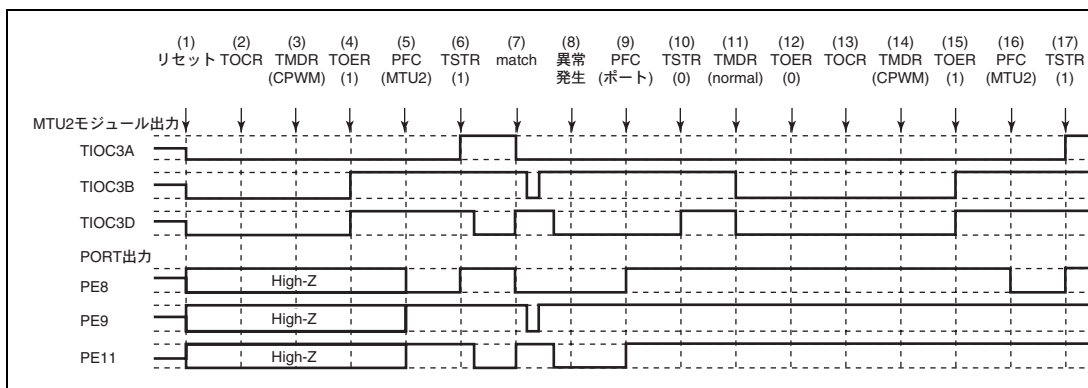 (1) (2) (3) (4) (5) (6) (7) (8) (9) (10) (11) (12) (13) (14) (15) (16) (17)
リセット TOCR TMDR TOER PFC TSTR match 異常 PFC TSTR TMDR TOER TOCR TMDR TOER PFC TSTR
(CPWM) (1) (MTU2) (1) 発生 (ポート) (0) (normal) (0) (CPWM) (1) (MTU2) (1)
MTU2モジュール出力
TIOC3A
TIOC3B
TIOC3D
PORT出力
PE8 High-Z
PE9 High-Z
PE11 High-Z